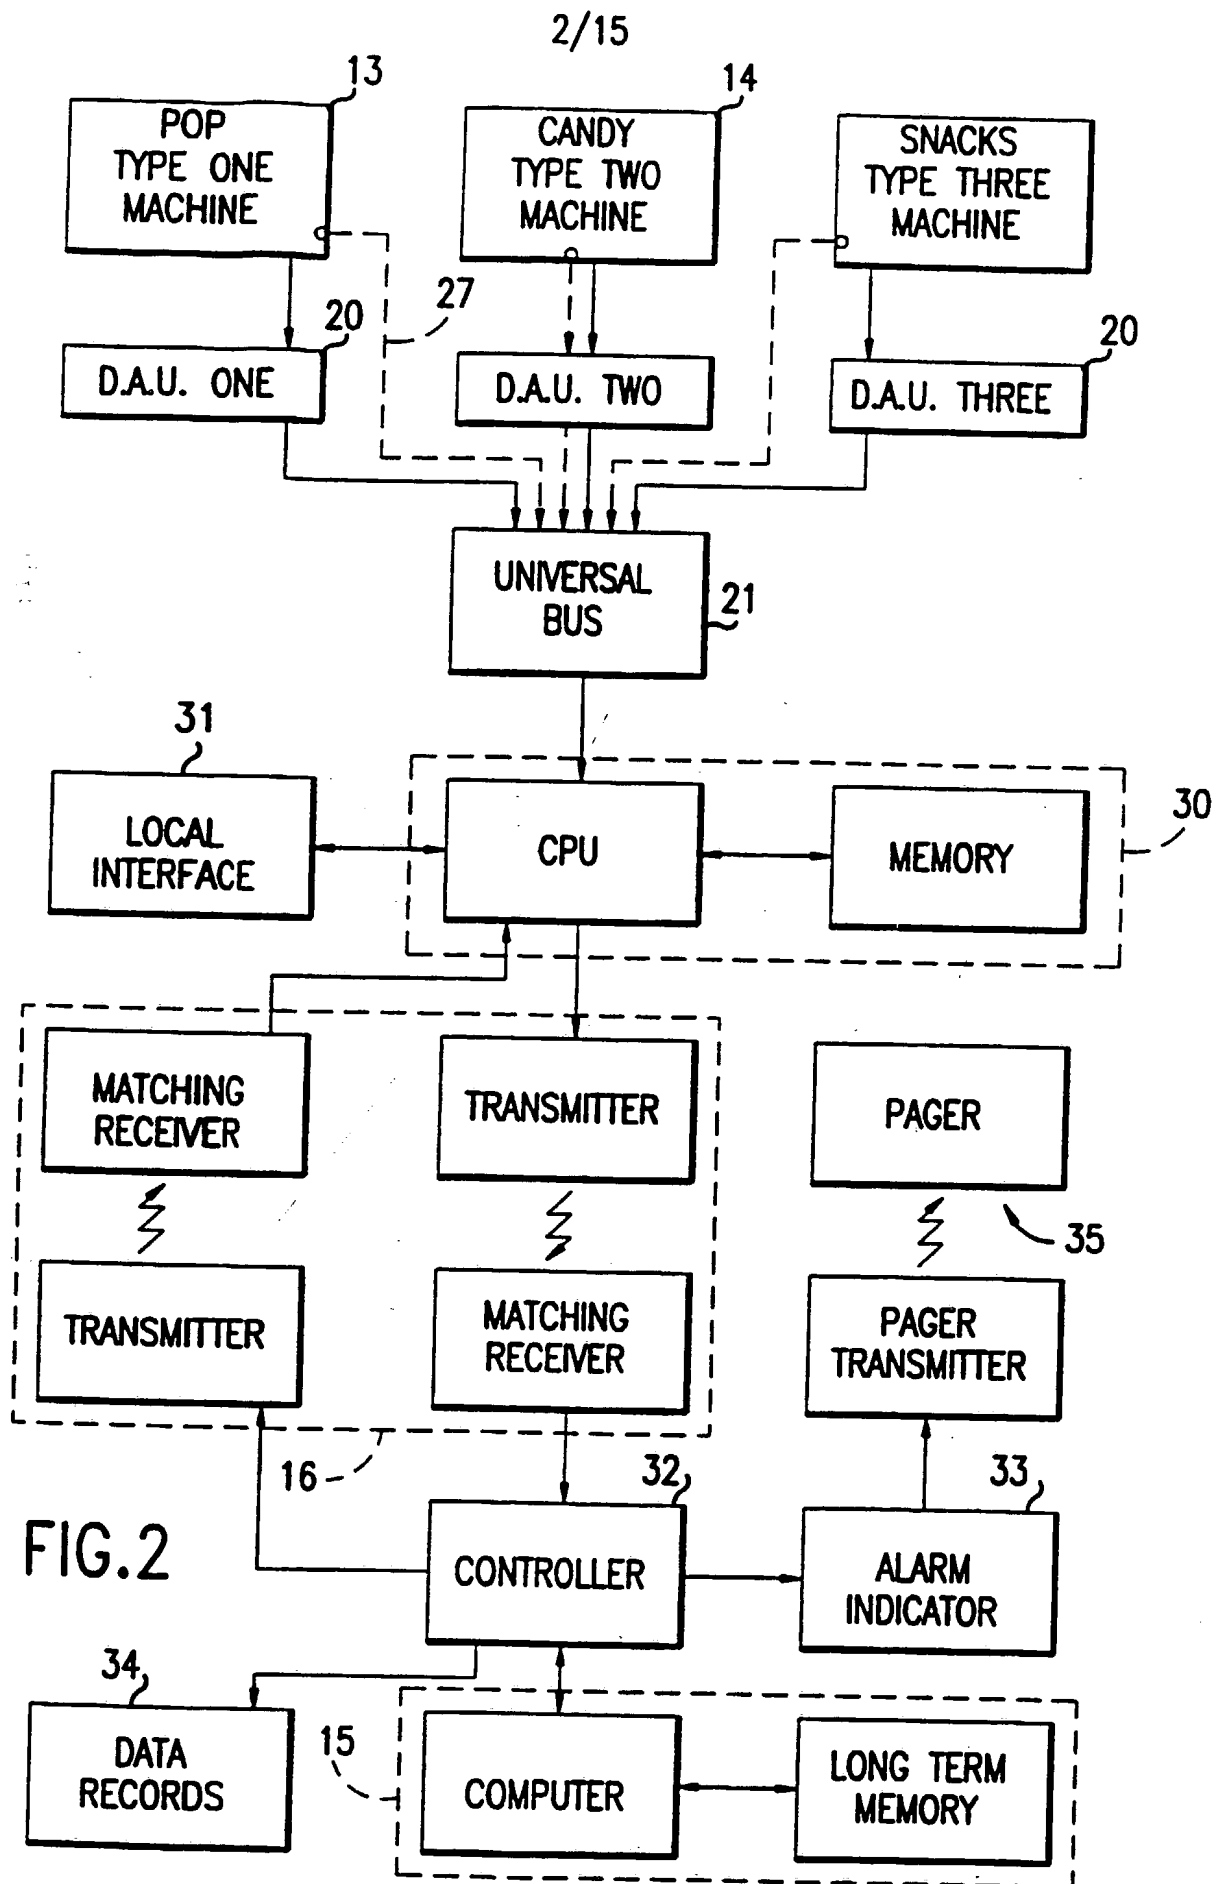 2/15
13
POP
TYPE ONE
MACHINE
14
CANDY
TYPE TWO
MACHINE
SNACKS
TYPE THREE
MACHINE
27
20
D.A.U. ONE
D.A.U. TWO
20
D.A.U. THREE
UNIVERSAL
BUS
21
31
LOCAL
INTERFACE
CPU
MEMORY
30
MATCHING
RECEIVER
TRANSMITTER
PAGER
35
TRANSMITTER
MATCHING
RECEIVER
PAGER
TRANSMITTER
16
32
33
FIG.2
CONTROLLER
ALARM
INDICATOR
34
DATA
RECORDS
15
COMPUTER
LONG TERM
MEMORY